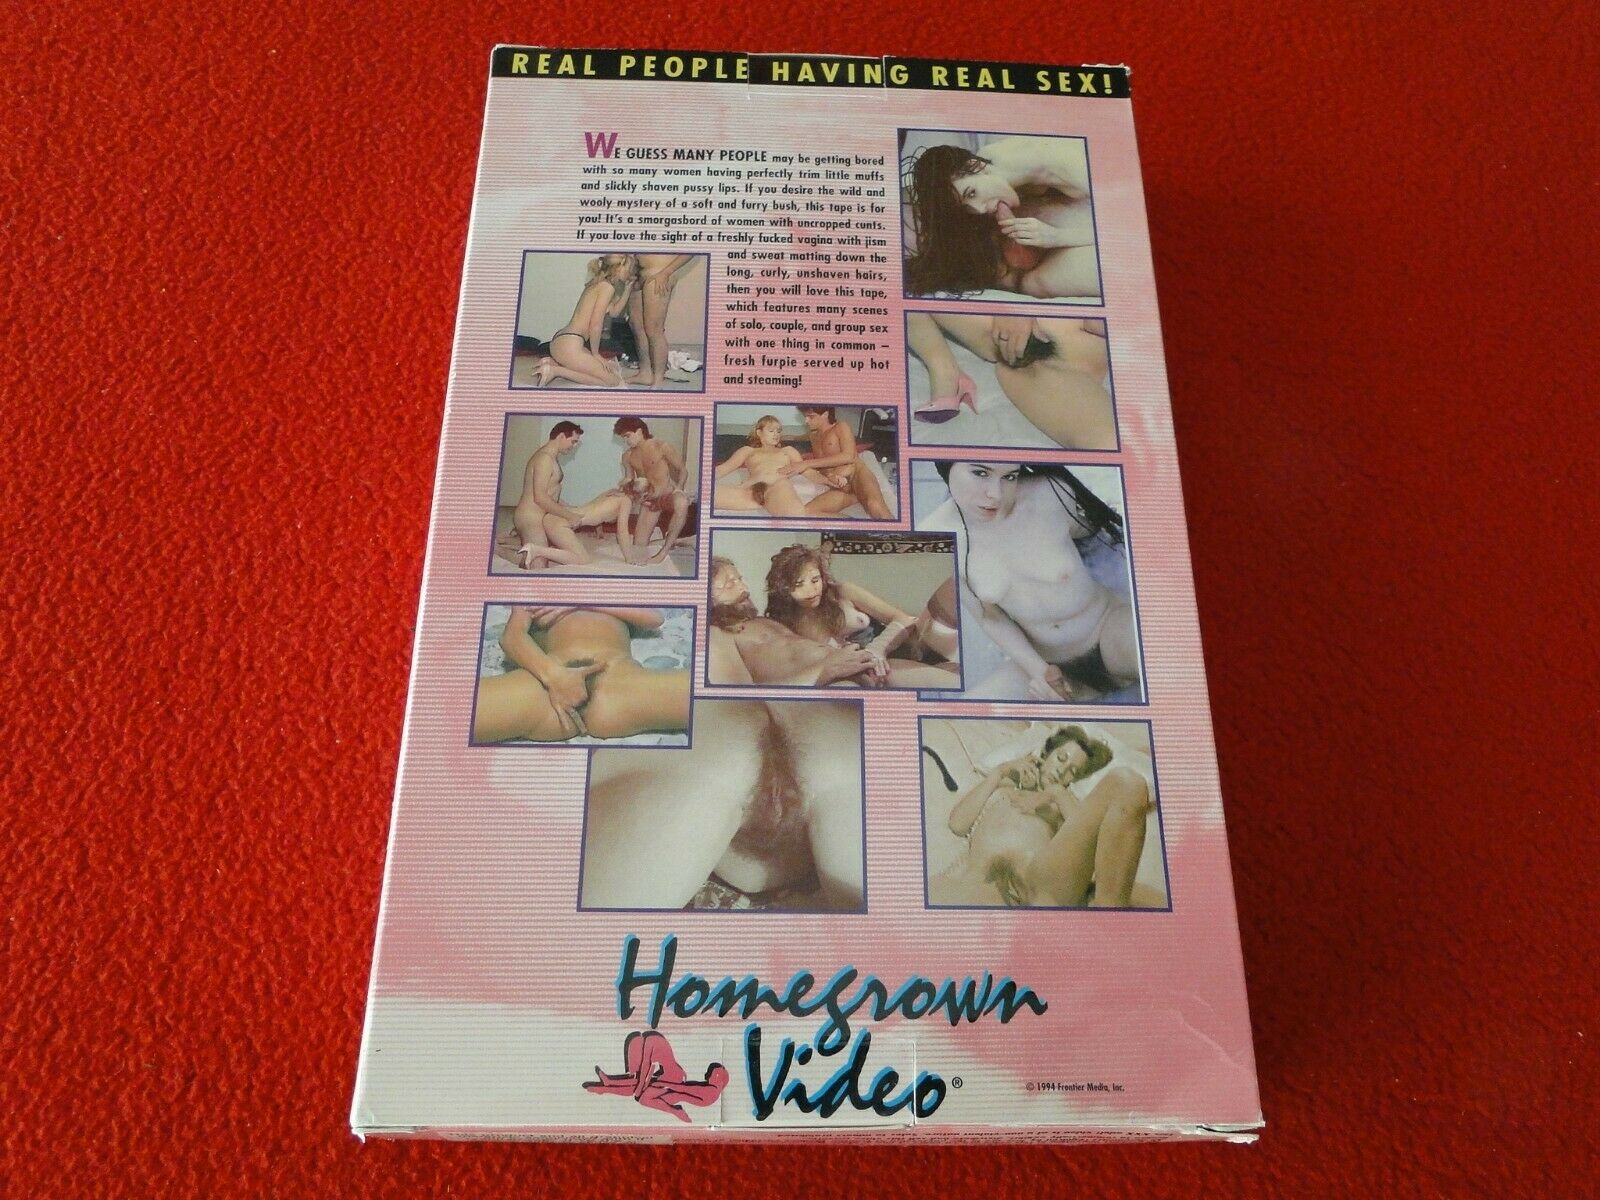 REAL PEOPLE HAVING REAL SEX!
WE GUESS MANY PEOPLE may be getting bored
with so many women having perfectly trim little muffs
and slickly shaven pussy lips. If you desire the wild and
wooly mystery of a soft and furry bush, this tape is for
you! It's a smorgasbord of women with uncropped cunts.
If you love the sight of a freshly fucked vagina with jism
and sweat matting down the
long, curly, unshaven hairs,
then you will love this tape,
which features many scenes
of solo, couple, and group sex
with one thing in common –
fresh furpie served up hot
and steaming!
Homegrown
Video®
© 1994 Frontier Media, Inc.